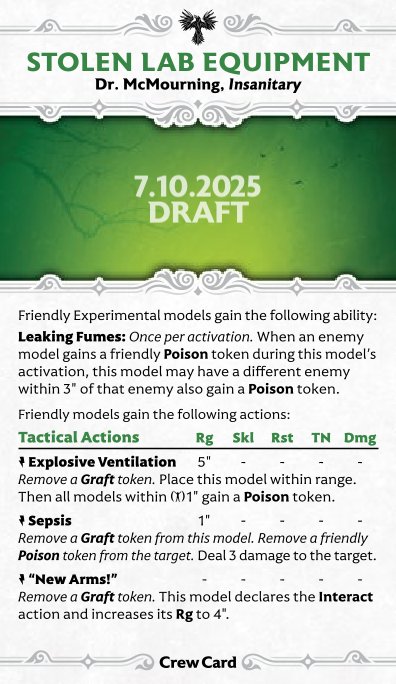 STOLEN LAB EQUIPMENT
Dr. McMourning, Insanitary
7.10.2025
DRAFT
Friendly Experimental models gain the following ability:
Leaking Fumes: Once per activation. When an enemy
model gains a friendly Poison token during this model's
activation, this model may have a different enemy
within 3" of that enemy also gain a Poison token.
Friendly models gain the following actions:
Tactical Actions Rg Skl Rst TN Dmg
Explosive Ventilation 5" - - - -
Remove a Graft token. Place this model within range.
Then all models within 1" gain a Poison token.
Sepsis 1" - - - -
Remove a Graft token from this model. Remove a friendly
Poison token from the target. Deal 3 damage to the target.
“New Arms!” - - - - -
Remove a Graft token. This model declares the Interact
action and increases its Rg to 4".
Crew Card